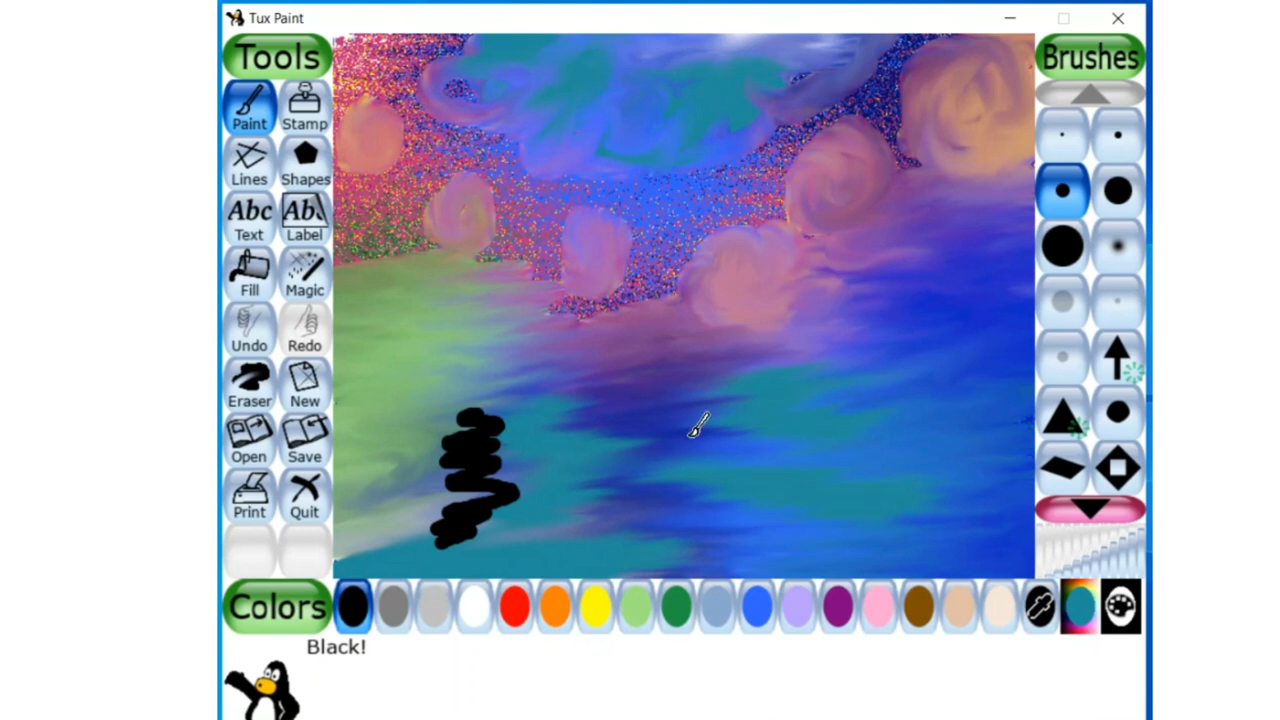 Tux Paint
Tools
Brushes
Paint
Stamp
Lines
Shapes
Abc
Abc
Text
Label
Fill
Magic
Undo
Redo
Eraser
New
Open
Save
Print
Quit
Colors
Black!